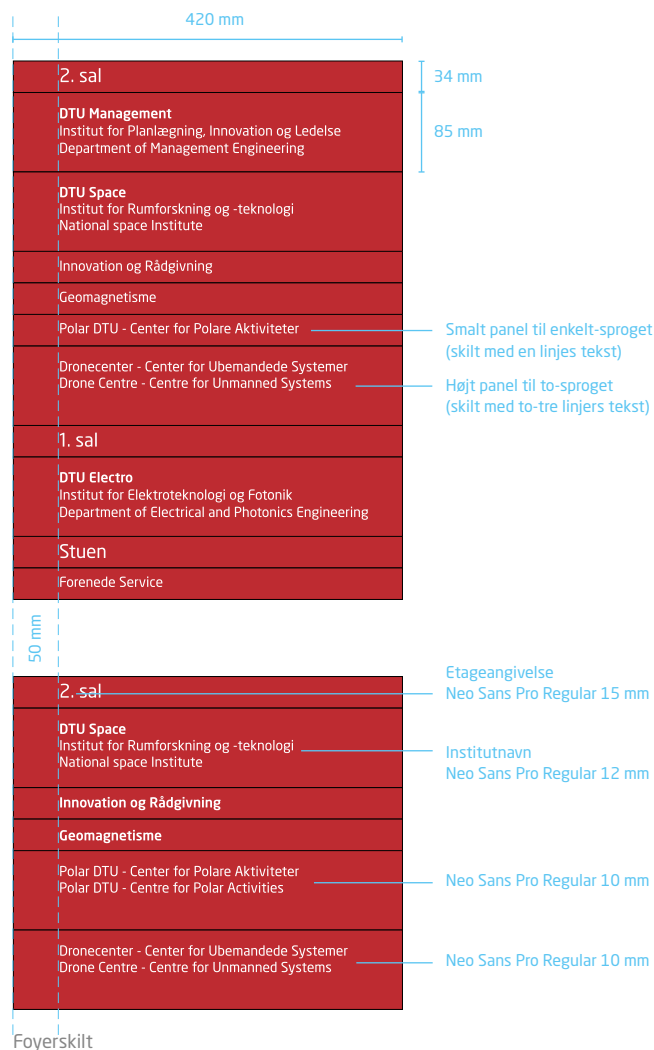 420 mm
2. sal
34 mm
DTU Management
Institut for Planlægning, Innovation og Ledelse
Department of Management Engineering
85 mm
DTU Space
Institut for Rumforskning og -teknologi
National space Institute
Innovation og Rådgivning
Geomagnetisme
Polar DTU - Center for Polare Aktiviteter
Smalt panel til enkelt-sproget
(skilt med en linjes tekst)
Dronecenter - Center for Ubemandede Systemer
Drone Centre - Centre for Unmanned Systems
Højt panel til to-sproget
(skilt med to-tre linjers tekst)
1. sal
DTU Electro
Institut for Elektroteknologi og Fotonik
Department of Electrical and Photonics Engineering
Stuen
Forenede Service
50 mm
2. sal
Etageangivelse
Neo Sans Pro Regular 15 mm
DTU Space
Institut for Rumforskning og -teknologi
National space Institute
Institutnavn
Neo Sans Pro Regular 12 mm
Innovation og Rådgivning
Geomagnetisme
Polar DTU - Center for Polare Aktiviteter
Polar DTU - Centre for Polar Activities
Neo Sans Pro Regular 10 mm
Dronecenter - Center for Ubemandede Systemer
Drone Centre - Centre for Unmanned Systems
Neo Sans Pro Regular 10 mm
Foyerskilt